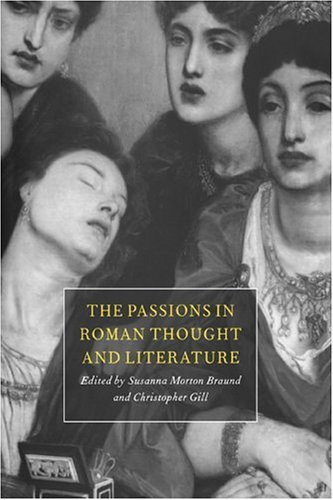 THE PASSIONS IN
ROMAN THOUGHT
AND LITERATURE
Edited by Susanna Morton Braund
and Christopher Gill